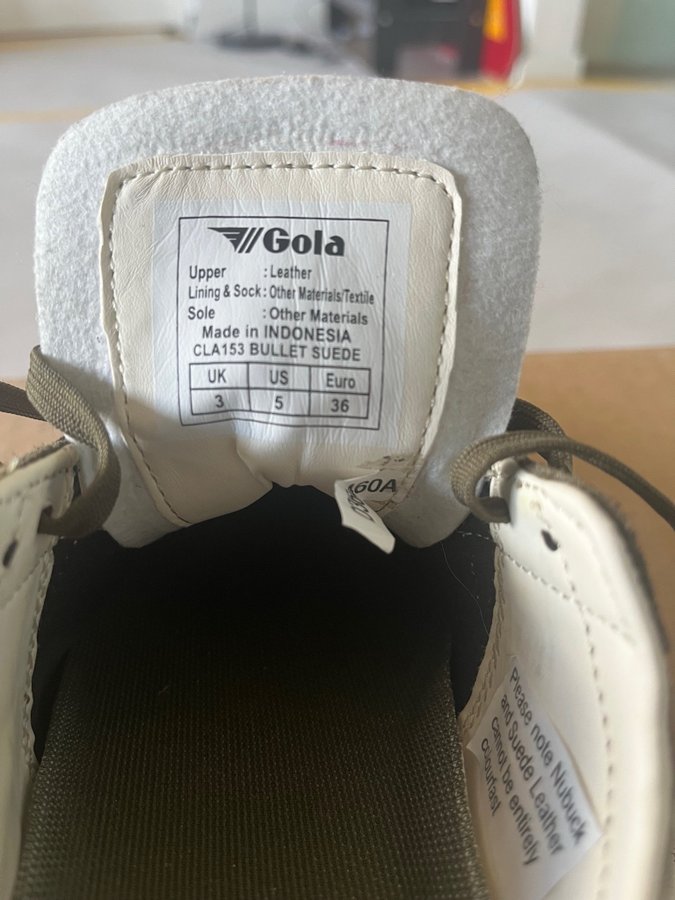 Gola
Upper : Leather
Lining & Sock : Other Materials/Textile
Sole : Other Materials
Made in INDONESIA
CLA153 BULLET SUEDE
UK US Euro
3 5 36
60A
Please note Nubuck
and Suede Leather
cannot be entirely
colourfast